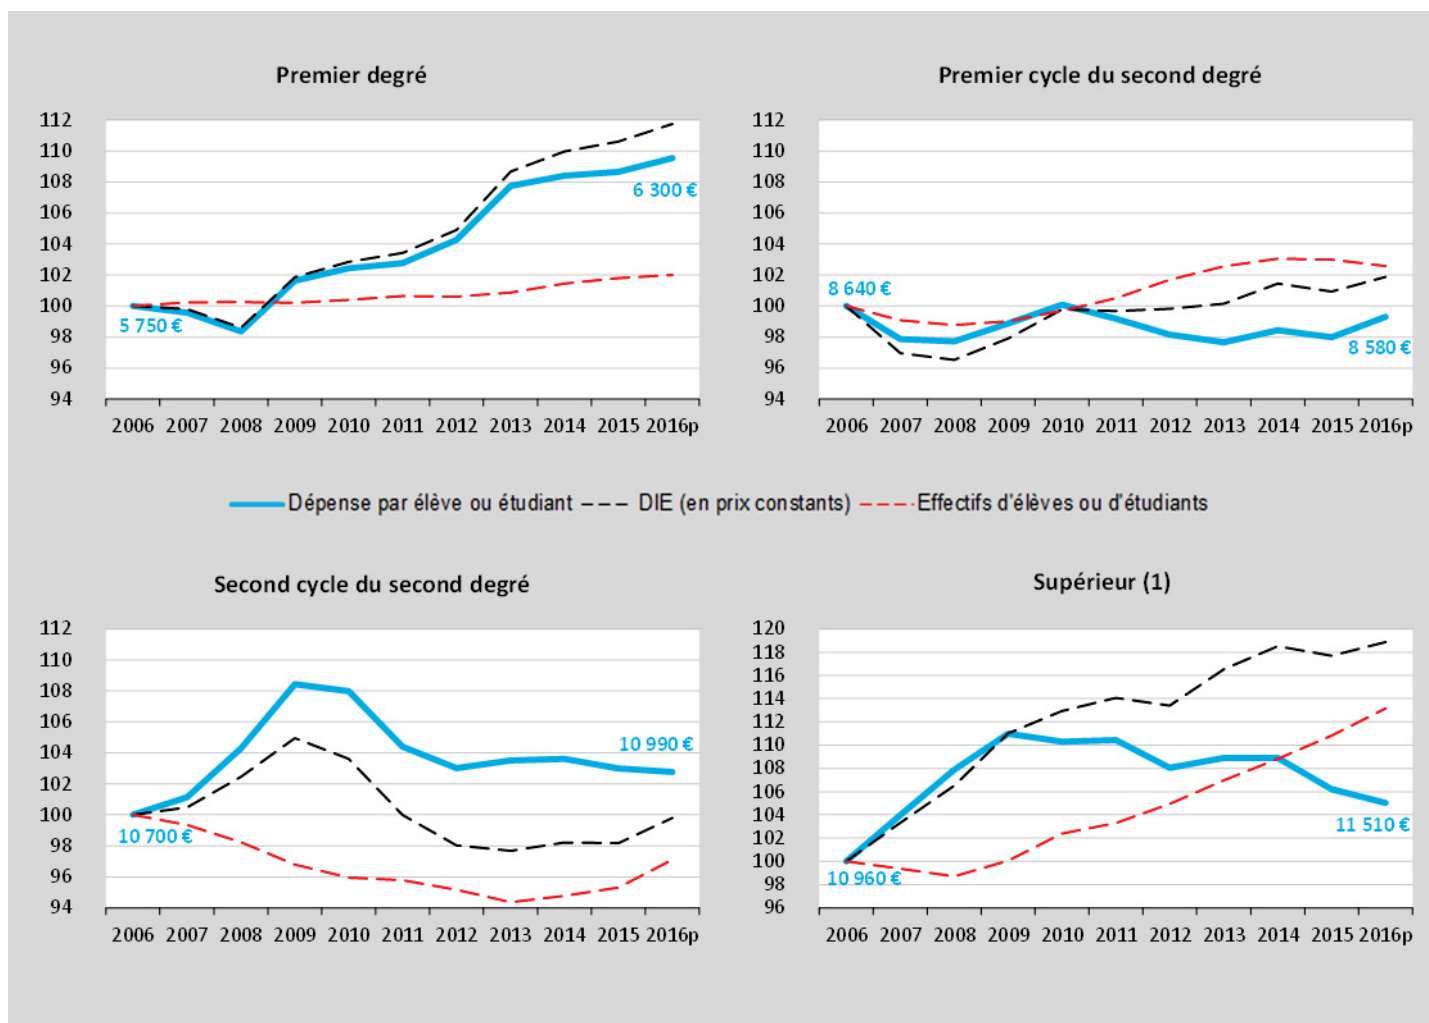 Premier degré
112
110
108
106
104
102
100
98
96
94
6 300 €
5 750 €
2006 2007 2008 2009 2010 2011 2012 2013 2014 2015 2016p
Premier cycle du second degré
112
110
108
106
104
102
100
98
96
94
8 640 €
8 580 €
2006 2007 2008 2009 2010 2011 2012 2013 2014 2015 2016p
Dépense par élève ou étudiant DIE (en prix constants) Effectifs d'élèves ou d'étudiants
Second cycle du second degré
112
110
108
106
104
102
100
98
96
94
10 990 €
10 700 €
2006 2007 2008 2009 2010 2011 2012 2013 2014 2015 2016p
Supérieur (1)
120
118
116
114
112
110
108
106
104
102
100
98
96
11 510 €
10 960 €
2006 2007 2008 2009 2010 2011 2012 2013 2014 2015 2016p